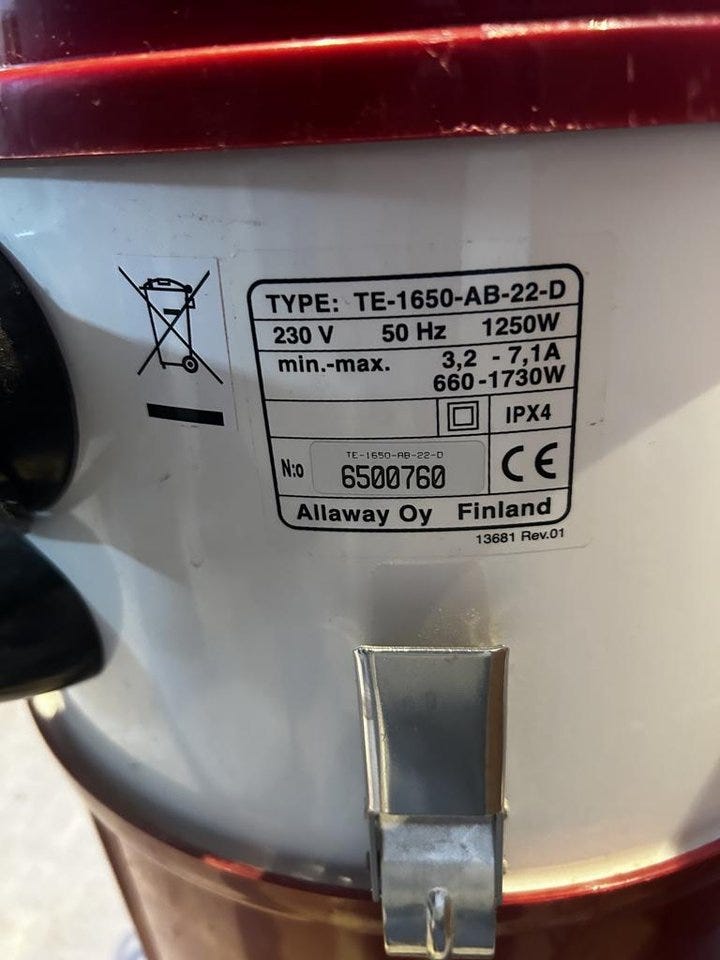 TYPE: TE-1650-AB-22-D
230 V 50 Hz 1250W
min.-max. 3,2 - 7,1A
660-1730W
IPX4
TE-1650-AB-22-D
N:o 6500760
CE
Allaway Oy Finland
13681 Rev.01